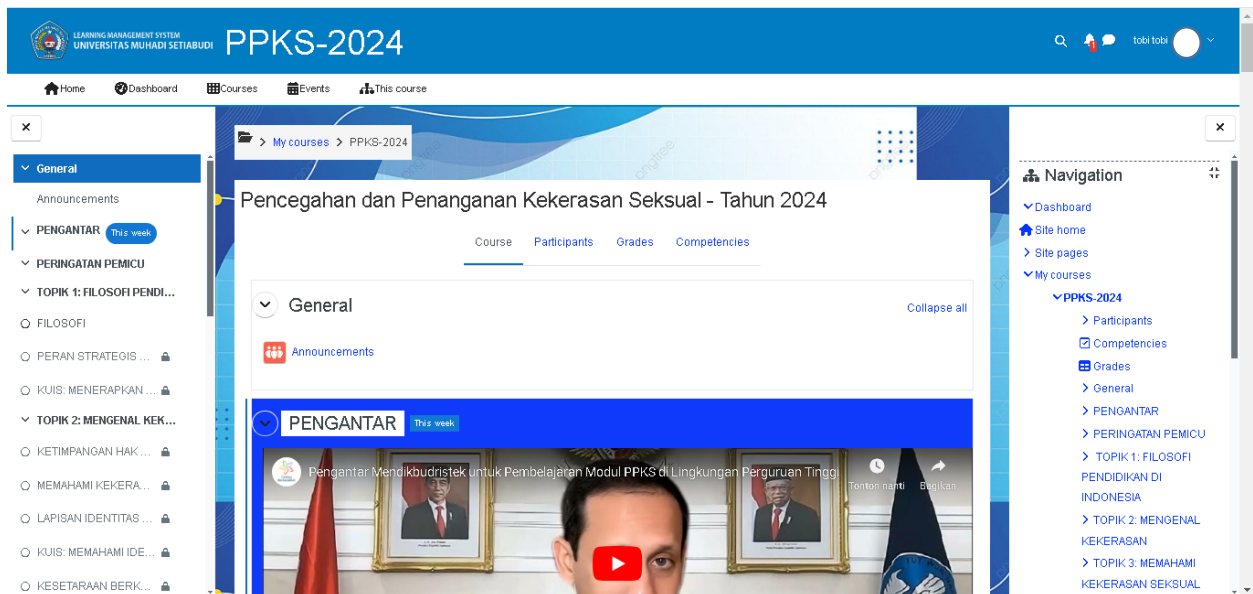 LEARNING MANAGEMENT SYSTEM
UNIVERSITAS MUHADI SETIABUDI
PPKS-2024
1
tobi tobi
Home
Dashboard
Courses
Events
This course
General
Announcements
PENGANTAR
This week
PERINGATAN PEMICU
TOPIK 1: FILOSOFI PENDI...
FILOSOFI
PERAN STRATEGIS ...
KUIS: MENERAPKAN ...
TOPIK 2: MENGENAL KEK...
KETIMPANGAN HAK ...
MEMAHAMI KEKERA...
LAPISAN IDENTITAS ...
KUIS: MEMAHAMI IDE...
KESETARAAN BERK...
> My courses > PPKS-2024
Pencegahan dan Penanganan Kekerasan Seksual - Tahun 2024
Course
Participants
Grades
Competencies
General
Collapse all
Announcements
PENGANTAR
This week
Pengantar Mendikbudristek untuk Pembelajaran Modul PPKS di Lingkungan Perguruan Tinggi
Tonton nanti
Bagikan
Navigation
Dashboard
Site home
Site pages
My courses
PPKS-2024
Participants
Competencies
Grades
General
PENGANTAR
PERINGATAN PEMICU
TOPIK 1: FILOSOFI
PENDIDIKAN DI
INDONESIA
TOPIK 2: MENGENAL
KEKERASAN
TOPIK 3: MEMAHAMI
KEKERASAN SEKSUAL